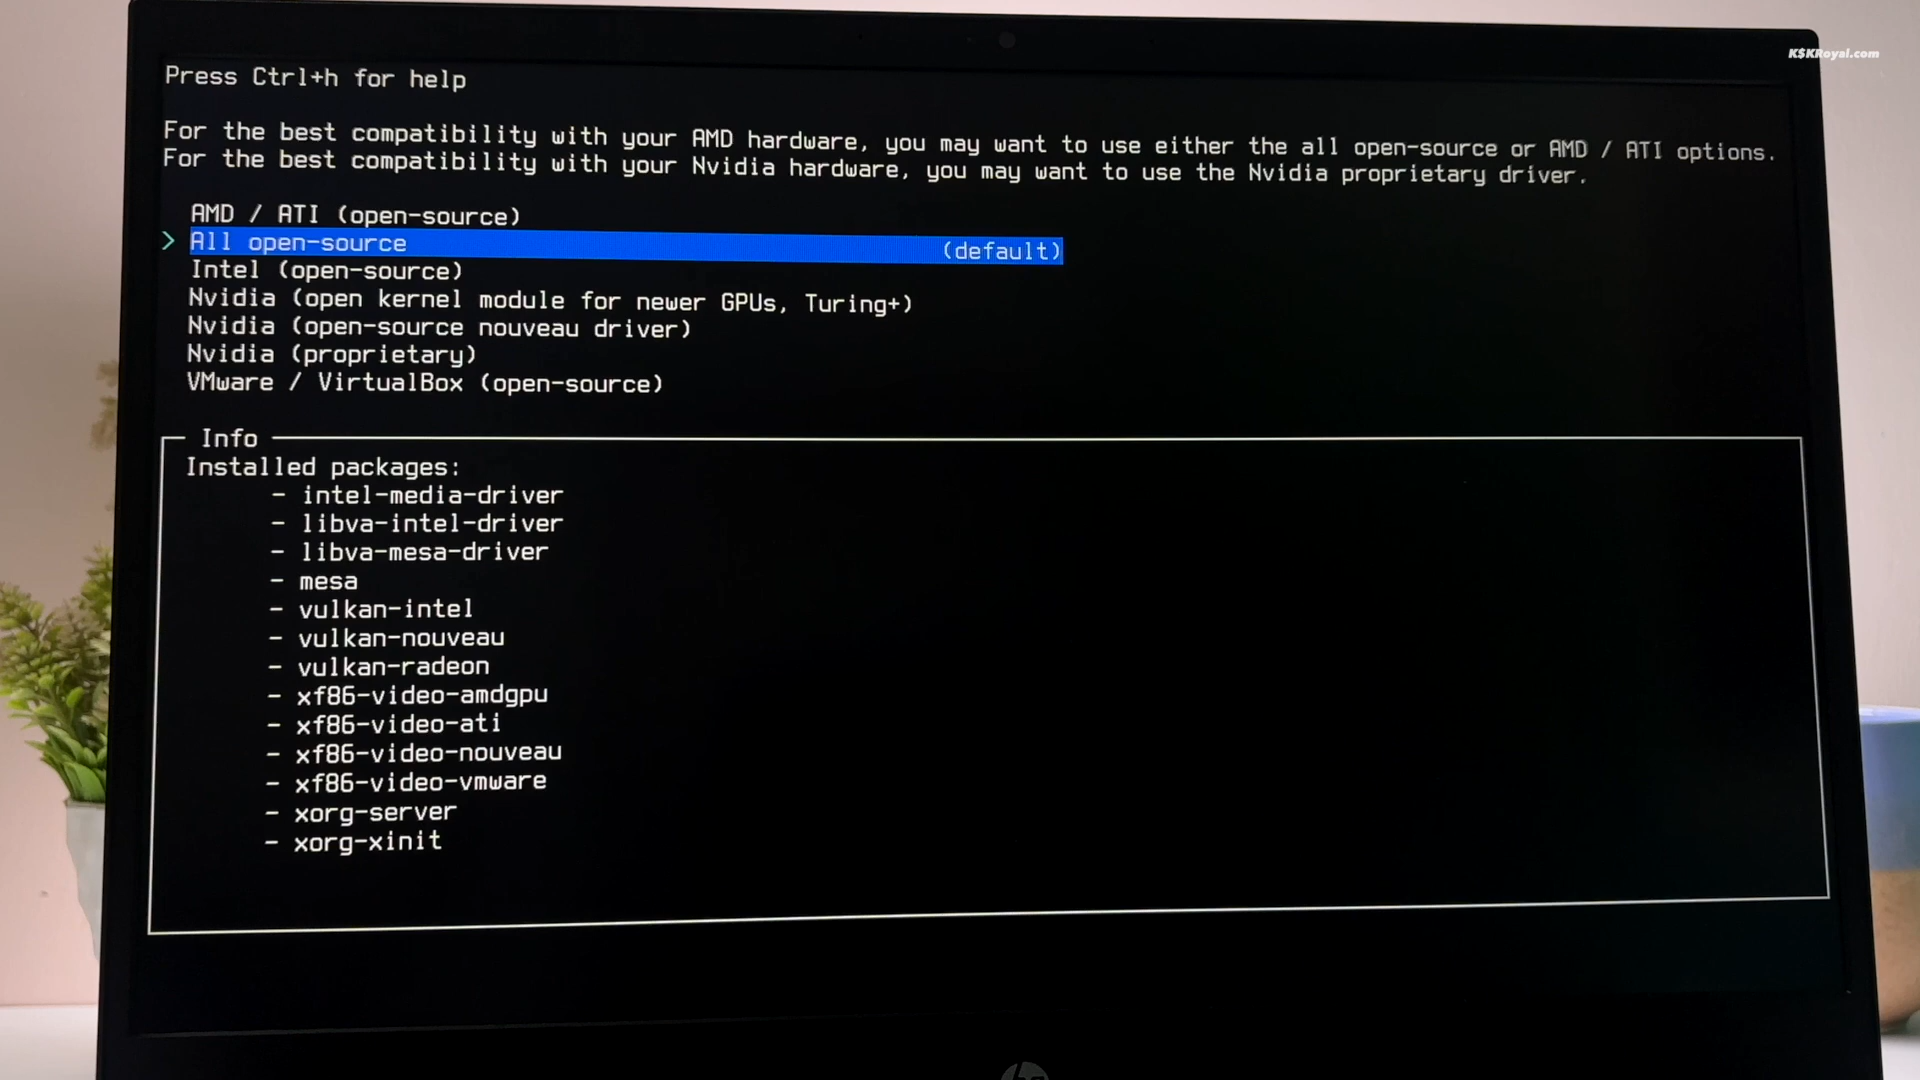 K$KRoyal.com
Press Ctrl+h for help
For the best compatibility with your AMD hardware, you may want to use either the all open-source or AMD / ATI options.
For the best compatibility with your Nvidia hardware, you may want to use the Nvidia proprietary driver.
AMD / ATI (open-source)
> All open-source (default)
Intel (open-source)
Nvidia (open kernel module for newer GPUs, Turing+)
Nvidia (open-source nouveau driver)
Nvidia (proprietary)
VMware / VirtualBox (open-source)
Info
Installed packages:
- intel-media-driver
- libva-intel-driver
- libva-mesa-driver
- mesa
- vulkan-intel
- vulkan-nouveau
- vulkan-radeon
- xf86-video-amdgpu
- xf86-video-ati
- xf86-video-nouveau
- xf86-video-vmware
- xorg-server
- xorg-xinit
hp